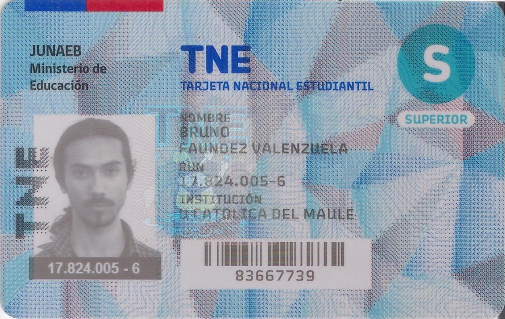 JUNAEB
Ministerio de
Educación
TNE
TARJETA NACIONAL ESTUDIANTIL
S
SUPERIOR
NOMBRE
BRUNO
FAUNDEZ VALENZUELA
RUN
17.824.005-6
INSTITUCIÓN
U CATOLICA DEL MAULE
TNE
17.824.005 - 6
83667739